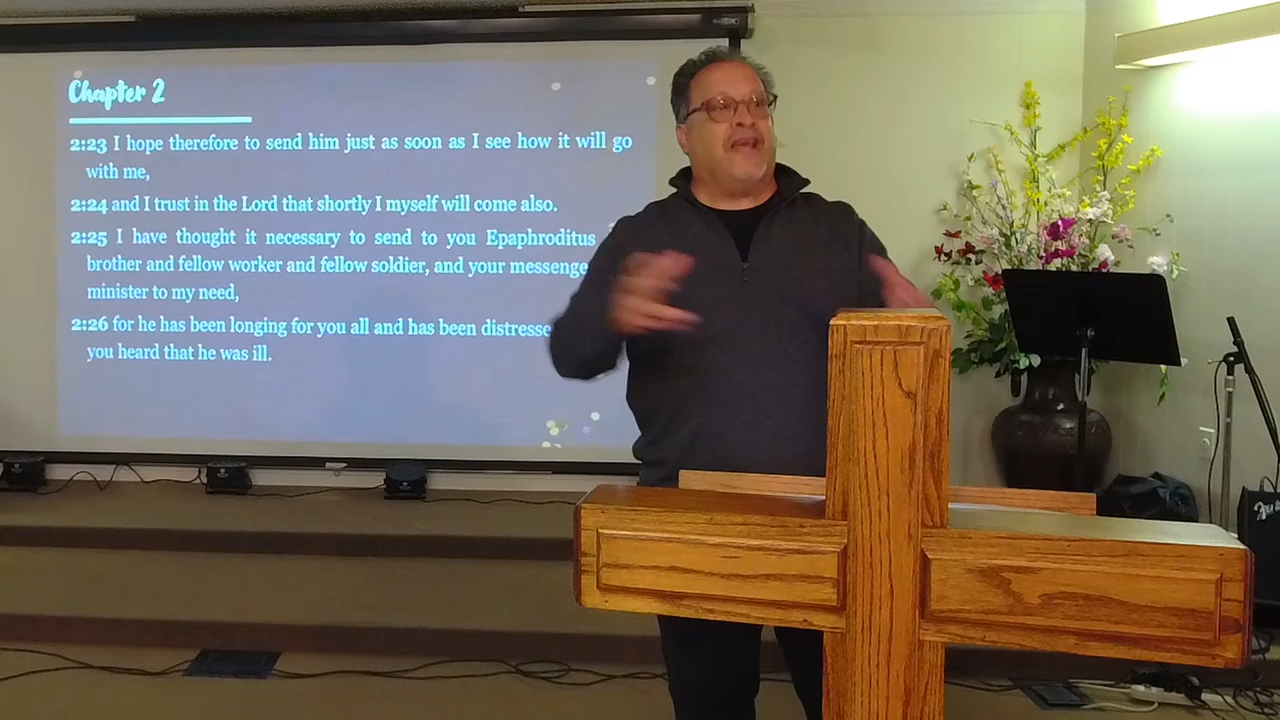 Chapter 2
2:23 I hope therefore to send him just as soon as I see how it will go
with me,
2:24 and I trust in the Lord that shortly I myself will come also.
2:25 I have thought it necessary to send to you Epaphroditus
brother and fellow worker and fellow soldier, and your messenge
minister to my need,
2:26 for he has been longing for you all and has been distresse
you heard that he was ill.